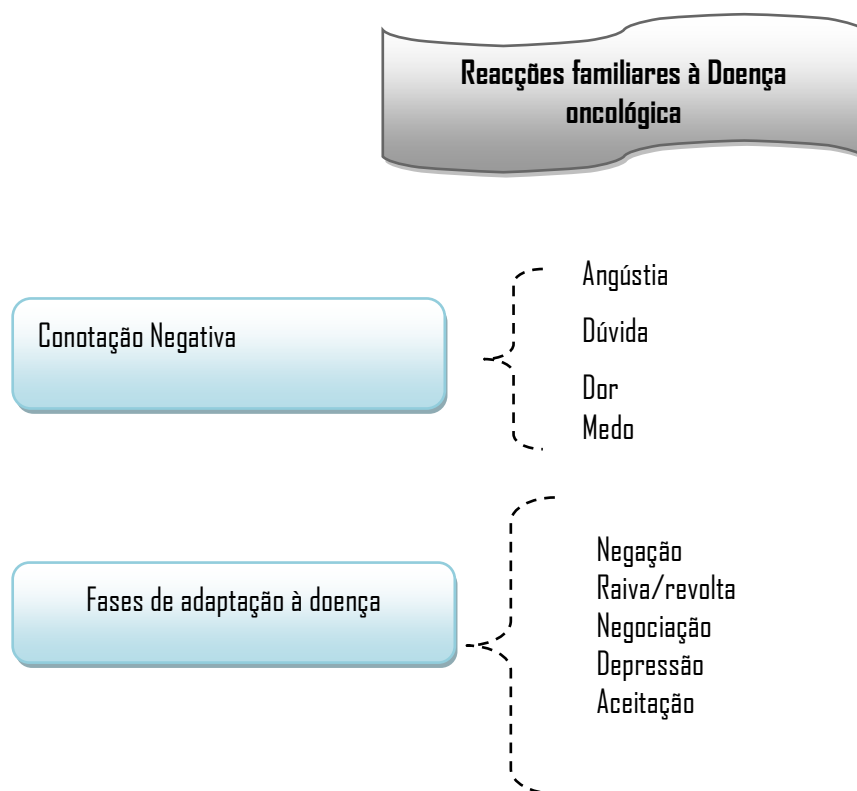 Reacções familiares à Doença
oncológica
Conotação Negativa
Angústia
Dúvida
Dor
Medo
Fases de adaptação à doença
Negação
Raiva/revolta
Negociação
Depressão
Aceitação